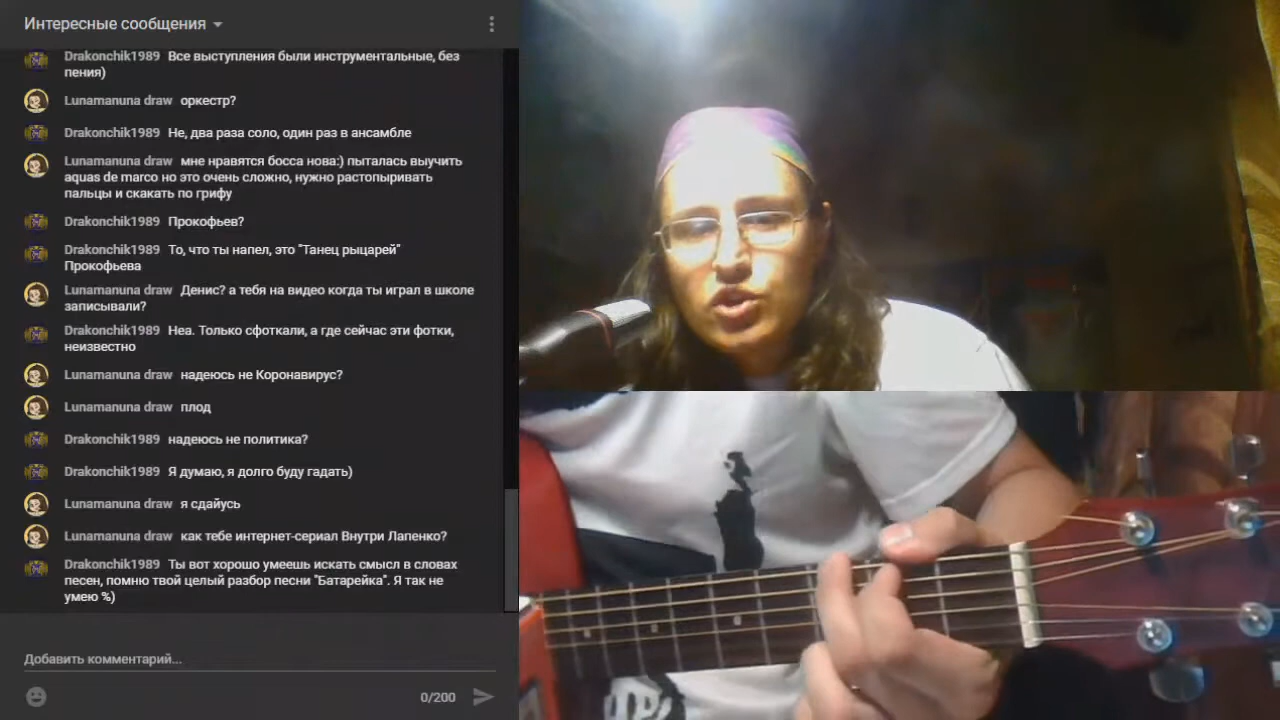 Интересные сообщения
Drakonchik1989 Все выступления были инструментальные, без
пения)
Lunamanuna draw оркестр?
Drakonchik1989 Не, два раза соло, один раз в ансамбле
Lunamanuna draw мне нравятся босса нова:) пыталась выучить
aquas de marco но это очень сложно, нужно растопыривать
пальцы и скакать по грифу
Drakonchik1989 Прокофьев?
Drakonchik1989 То, что ты напел, это "Танец рыцарей"
Прокофьева
Lunamanuna draw Денис? а тебя на видео когда ты играл в школе
записывали?
Drakonchik1989 Неа. Только сфоткали, а где сейчас эти фотки,
неизвестно
Lunamanuna draw надеюсь не Коронавирус?
Lunamanuna draw плод
Drakonchik1989 надеюсь не политика?
Drakonchik1989 Я думаю, я долго буду гадать)
Lunamanuna draw я сдайусь
Lunamanuna draw как тебе интернет-сериал Внутри Лапенко?
Drakonchik1989 Ты вот хорошо умеешь искать смысл в словах
песен, помню твой целый разбор песни "Батарейка". Я так не
умею %)
Добавить комментарий...
0/200